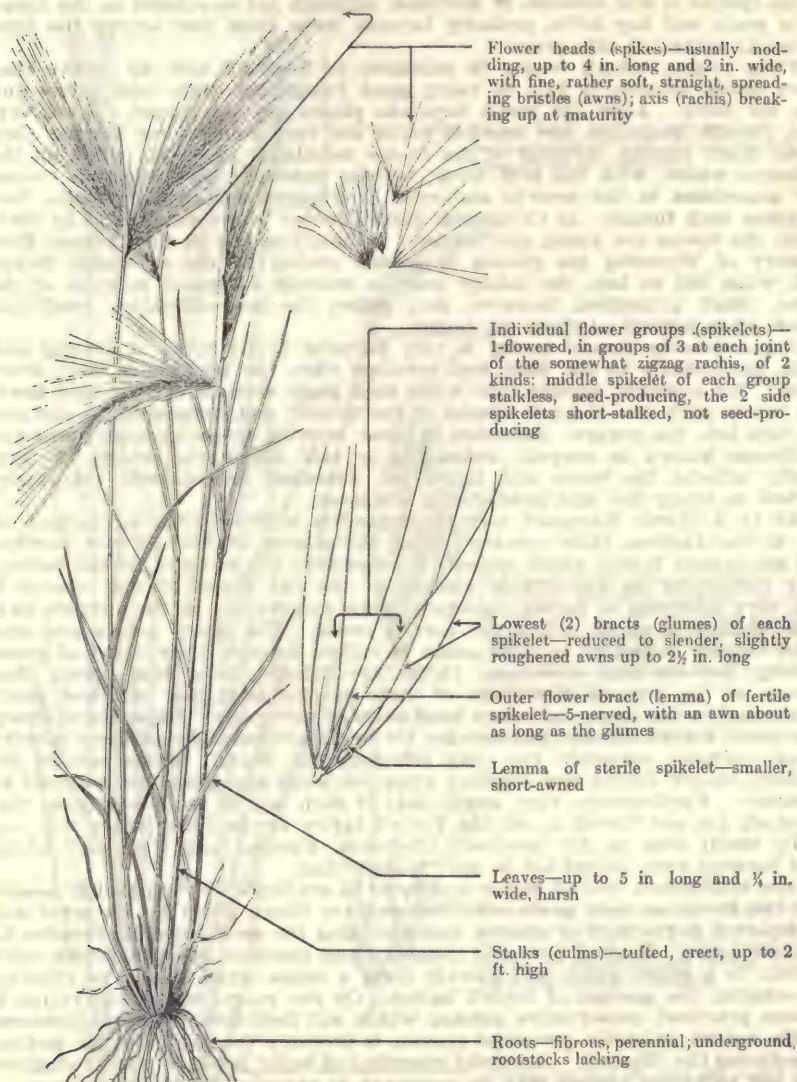 Flower heads (spikes)—usually nod-
ding, up to 4 in. long and 2 in. wide,
with fine, rather soft, straight, spread-
ing bristles (awns); axis (rachis) break-
ing up at maturity
Individual flower groups .(spikelets)—
1-flowered, in groups of 3 at each joint
of the somewhat zigzag rachis, of 2
kinds: middle spikelet of each group
stalkless, seed-producing, the 2 side
spikelets short-stalked, not seed-pro-
ducing
Lowest (2) bracts (glumes) of each
spikelet—reduced to slender, slightly
roughened awns up to 2½ in. long
Outer flower bract (lemma) of fertile
spikelet—5-nerved, with an awn about
as long as the glumes
Lemma of sterile spikelet—smaller,
short-awned
Leaves—up to 5 in long and ¼ in.
wide, harsh
Stalks (culms)—tufted, erect, up to 2
ft. high
Roots—fibrous, perennial; underground,
rootstocks lacking